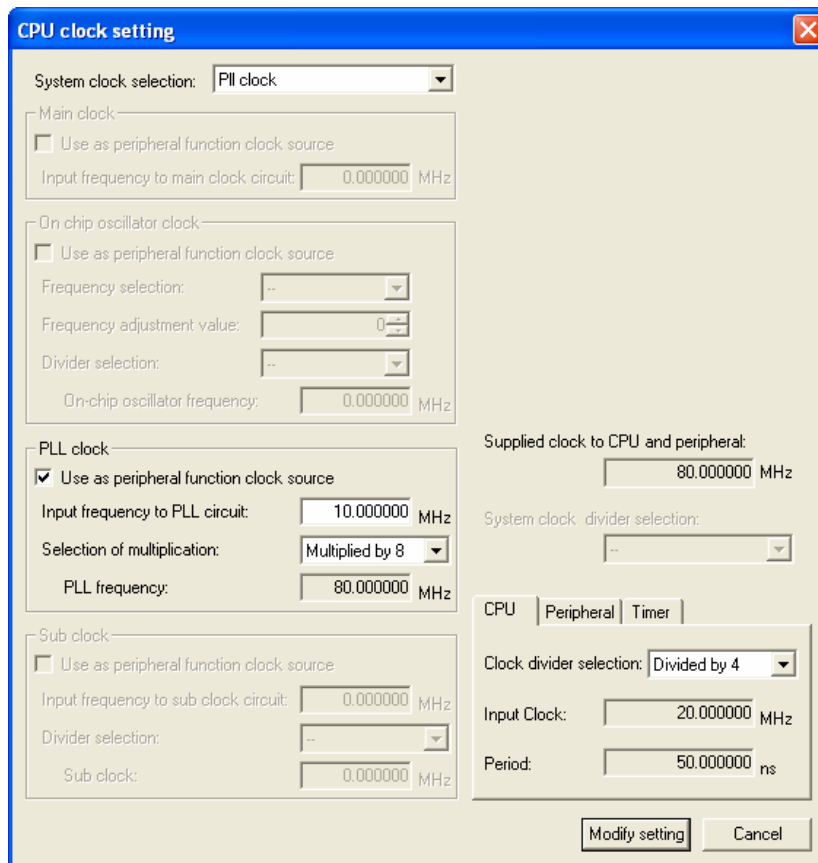 CPU clock setting
System clock selection: Pll clock
Main clock
Use as peripheral function clock source
Input frequency to main clock circuit: 0.000000 MHz
On chip oscillator clock
Use as peripheral function clock source
Frequency selection: --
Frequency adjustment value: 0
Divider selection: --
On-chip oscillator frequency: 0.000000 MHz
PLL clock
Use as peripheral function clock source
Input frequency to PLL circuit: 10.000000 MHz
Selection of multiplication: Multiplied by 8
PLL frequency: 80.000000 MHz
Sub clock
Use as peripheral function clock source
Input frequency to sub clock circuit: 0.000000 MHz
Divider selection: --
Sub clock: 0.000000 MHz
Supplied clock to CPU and peripheral:
80.000000 MHz
System clock divider selection:
--
CPU Peripheral Timer
Clock divider selection: Divided by 4
Input Clock: 20.000000 MHz
Period: 50.000000 ns
Modify setting Cancel